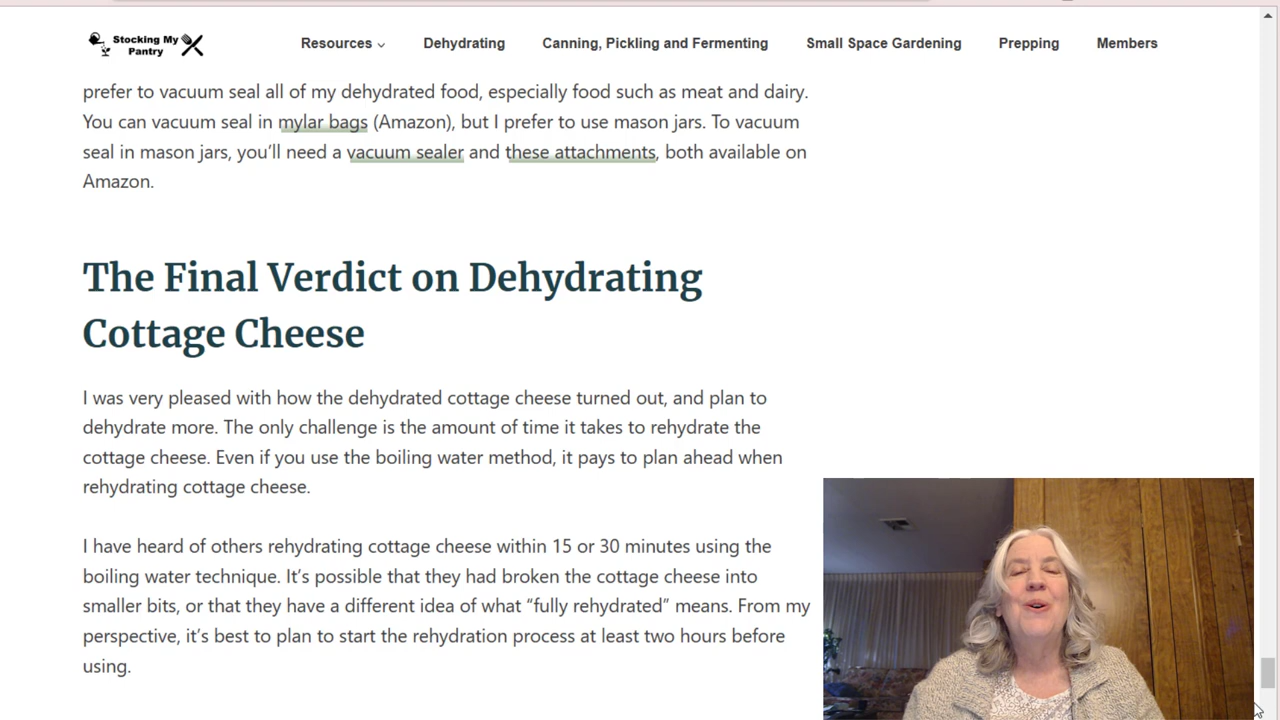 Stocking My
Pantry
Resources
Dehydrating
Canning, Pickling and Fermenting
Small Space Gardening
Prepping
Members
prefer to vacuum seal all of my dehydrated food, especially food such as meat and dairy.
You can vacuum seal in mylar bags (Amazon), but I prefer to use mason jars. To vacuum
seal in mason jars, you’ll need a vacuum sealer and these attachments, both available on
Amazon.
The Final Verdict on Dehydrating
Cottage Cheese
I was very pleased with how the dehydrated cottage cheese turned out, and plan to
dehydrate more. The only challenge is the amount of time it takes to rehydrate the
cottage cheese. Even if you use the boiling water method, it pays to plan ahead when
rehydrating cottage cheese.
I have heard of others rehydrating cottage cheese within 15 or 30 minutes using the
boiling water technique. It’s possible that they had broken the cottage cheese into
smaller bits, or that they have a different idea of what “fully rehydrated” means. From my
perspective, it’s best to plan to start the rehydration process at least two hours before
using.